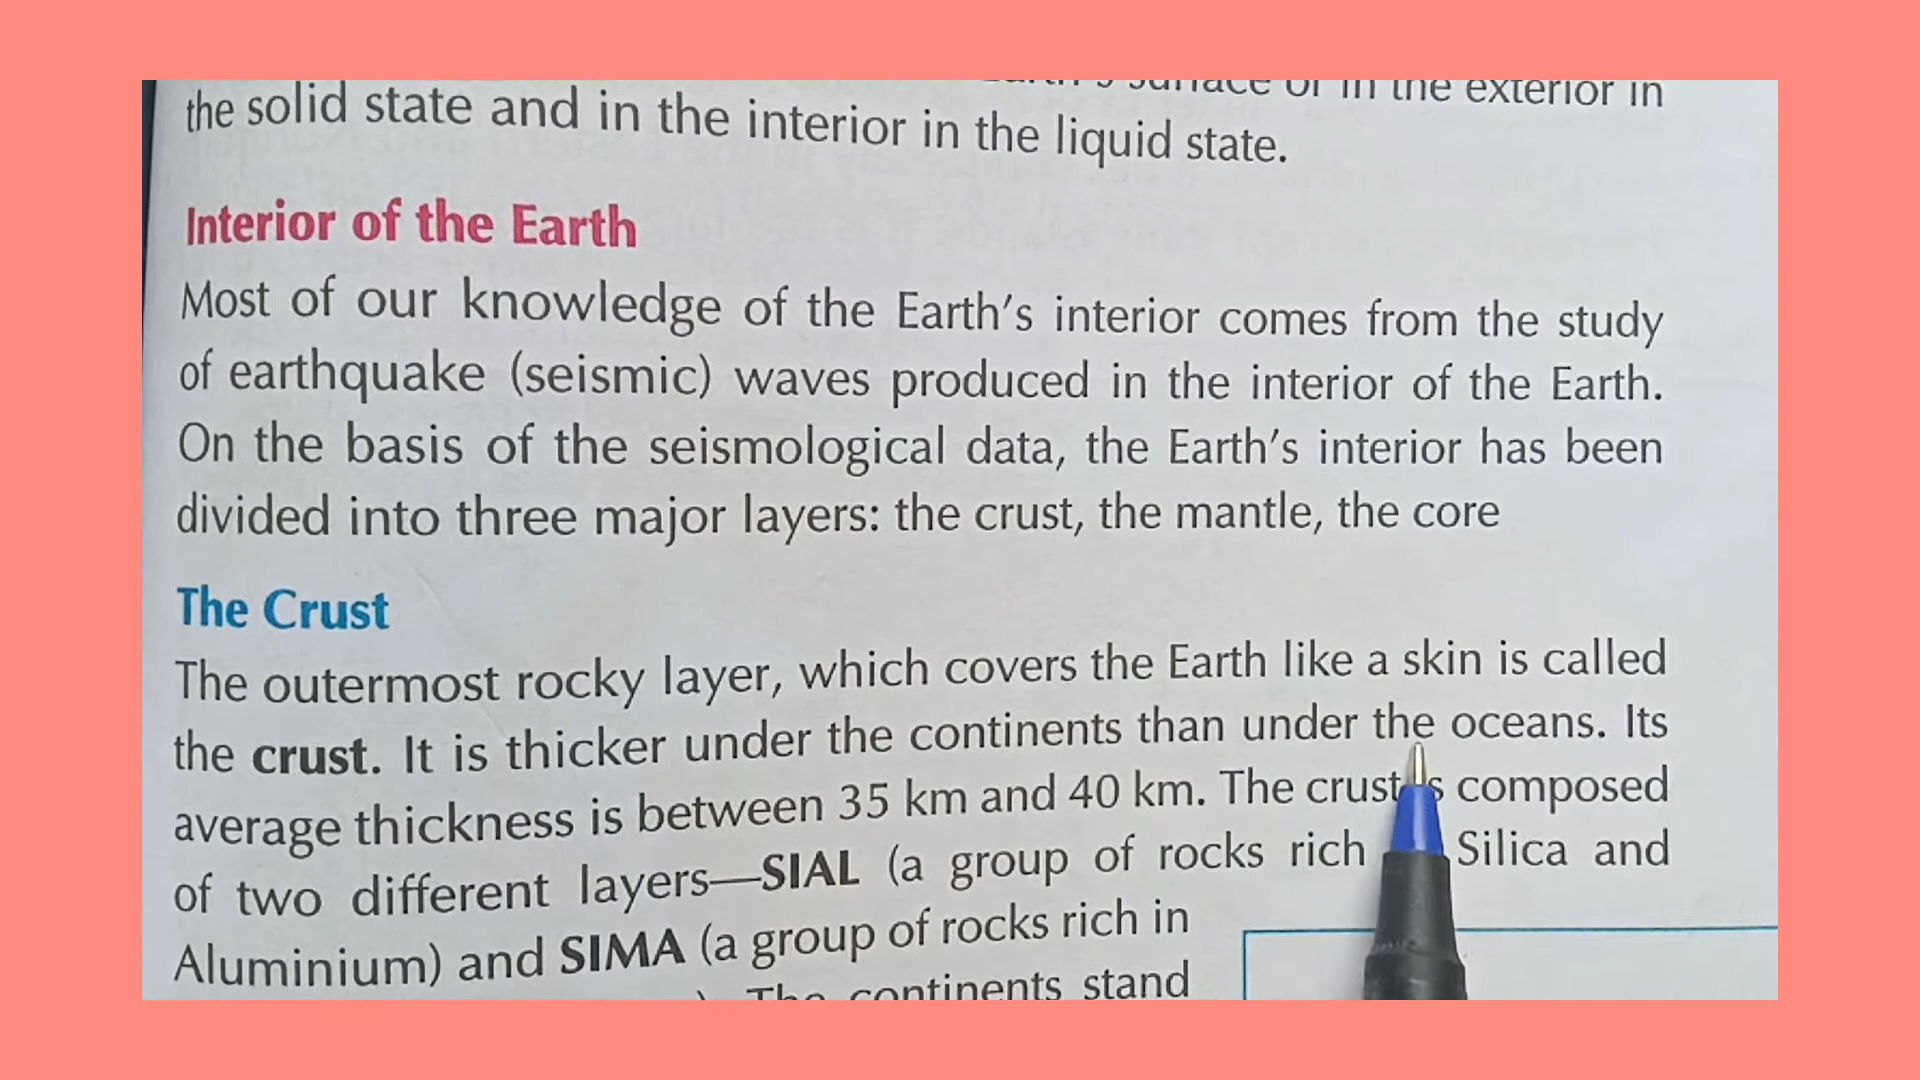 surface or in the exterior in
the solid state and in the interior in the liquid state.
Interior of the Earth
Most of our knowledge of the Earth's interior comes from the study
of earthquake (seismic) waves produced in the interior of the Earth.
On the basis of the seismological data, the Earth's interior has been
divided into three major layers: the crust, the mantle, the core
The Crust
The outermost rocky layer, which covers the Earth like a skin is called
the crust. It is thicker under the continents than under the oceans. Its
average thickness is between 35 km and 40 km. The crust composed
of two different layers—SIAL (a group of rocks rich Silica and
Aluminium) and SIMA (a group of rocks rich in
The continents stand